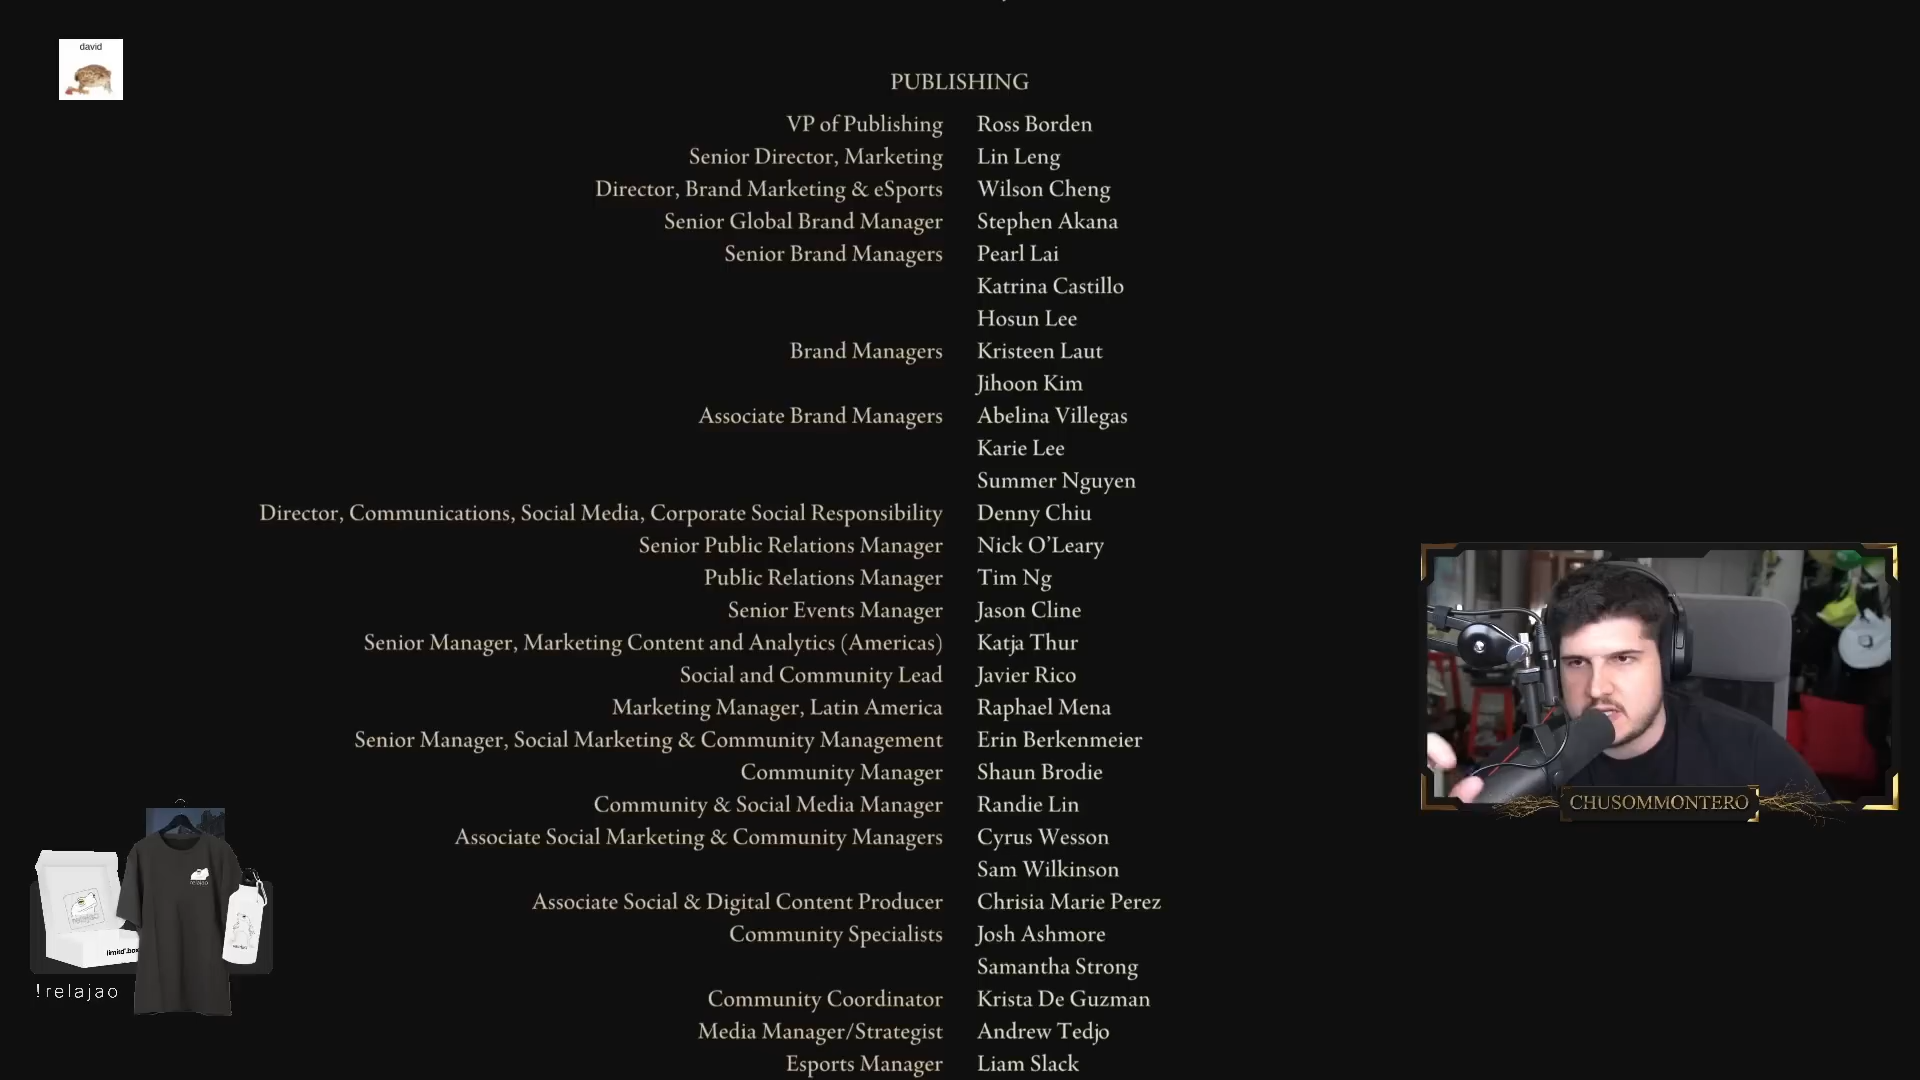 david
PUBLISHING
VP of Publishing Ross Borden
Senior Director, Marketing Lin Leng
Director, Brand Marketing & eSports Wilson Cheng
Senior Global Brand Manager Stephen Akana
Senior Brand Managers Pearl Lai
Katrina Castillo
Hosun Lee
Brand Managers Kristeen Laut
Jihoon Kim
Associate Brand Managers Abelina Villegas
Karie Lee
Summer Nguyen
Director, Communications, Social Media, Corporate Social Responsibility Denny Chiu
Senior Public Relations Manager Nick O’Leary
Public Relations Manager Tim Ng
Senior Events Manager Jason Cline
Senior Manager, Marketing Content and Analytics (Americas) Katja Thur
Social and Community Lead Javier Rico
Marketing Manager, Latin America Raphael Mena
Senior Manager, Social Marketing & Community Management Erin Berkenmeier
Community Manager Shaun Brodie
Community & Social Media Manager Randie Lin
Associate Social Marketing & Community Managers Cyrus Wesson
Sam Wilkinson
Associate Social & Digital Content Producer Chrisia Marie Perez
Community Specialists Josh Ashmore
Samantha Strong
Community Coordinator Krista De Guzman
Media Manager/Strategist Andrew Tedjo
Esports Manager Liam Slack
CHUSOMMONTERO
relajao
!relajao